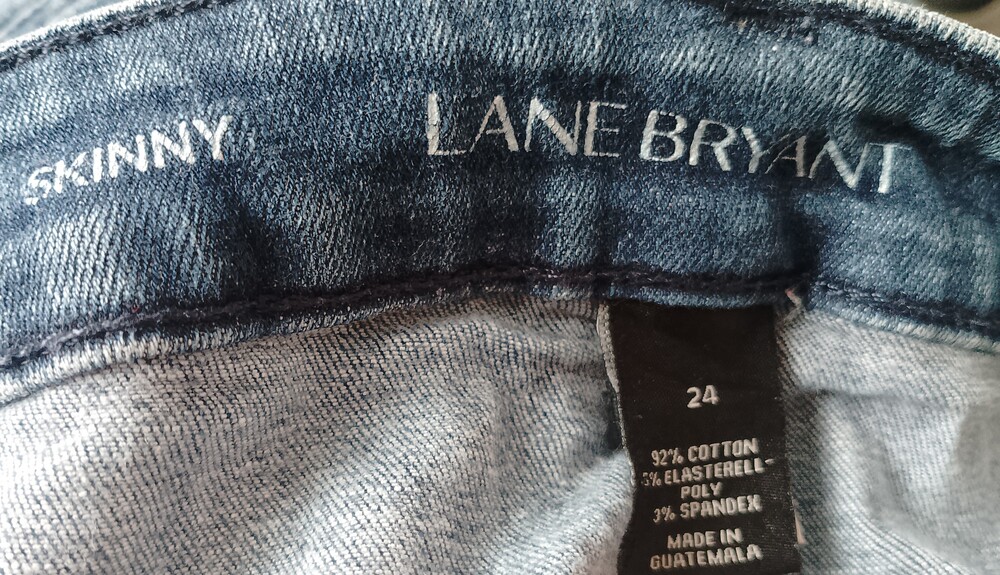 SKINNY
LANE BRYANT
24
92% COTTON
5% ELASTERELL-
POLY
3% SPANDEX
MADE IN
GUATEMALA